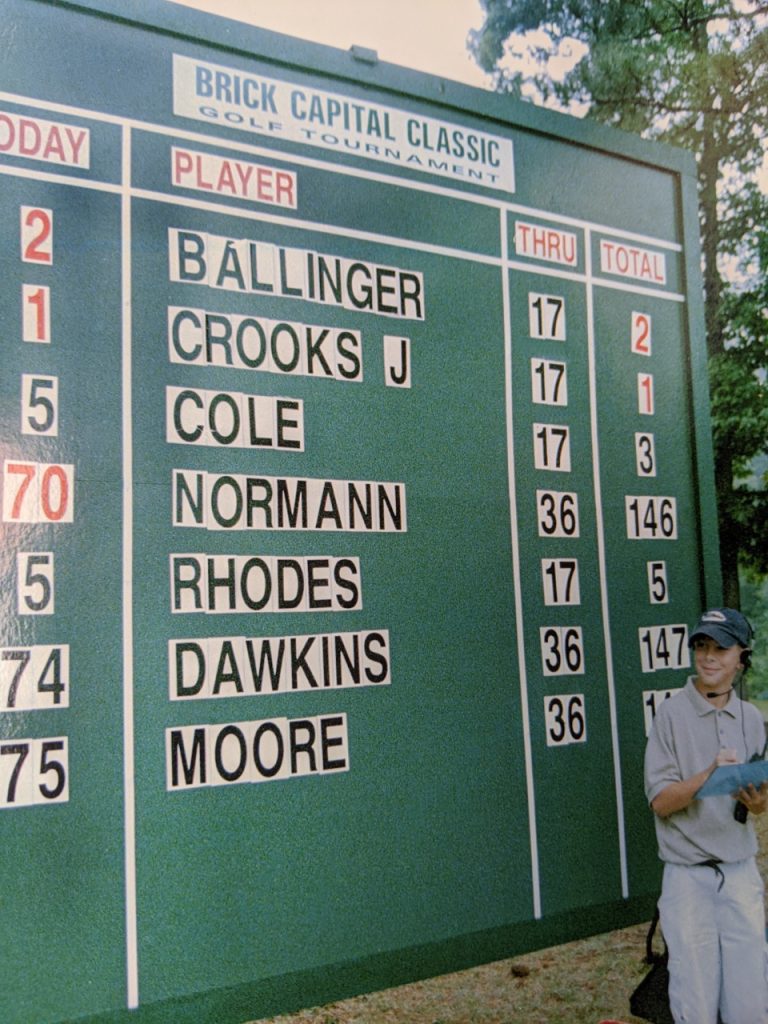 BRICK CAPITAL CLASSIC
GOLF TOURNAMENT
ODAY PLAYER THRU TOTAL
2 BALLINGER 17 2
1 CROOKS J 17 1
5 COLE 17 3
70 NORMANN 36 146
5 RHODES 17 5
74 DAWKINS 36 147
75 MOORE 36